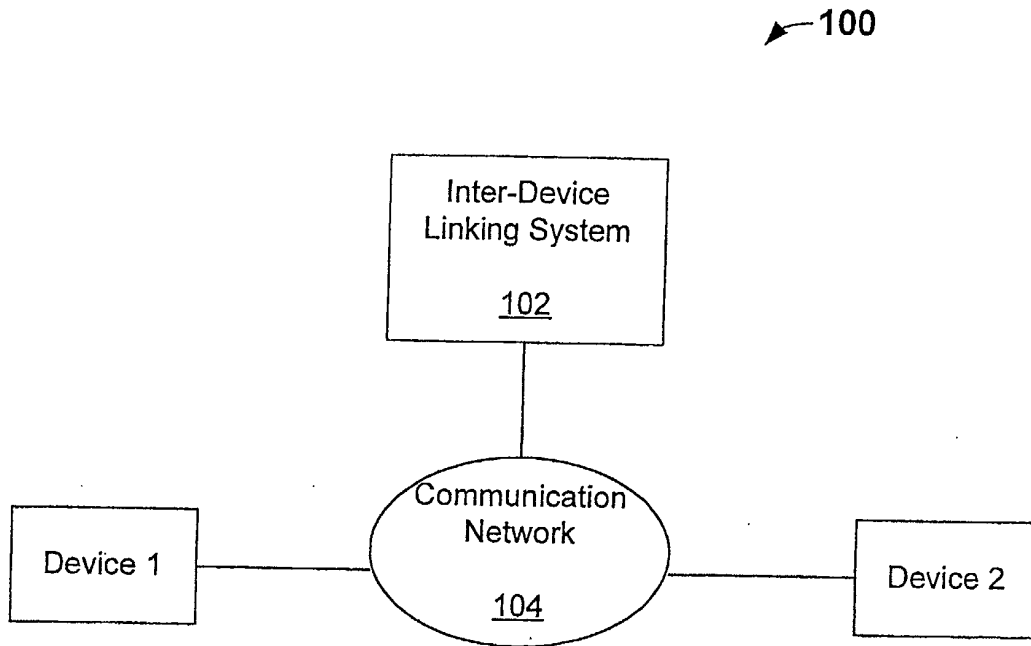 100
Inter-Device
Linking System
102
Communication
Network
104
Device 1
Device 2